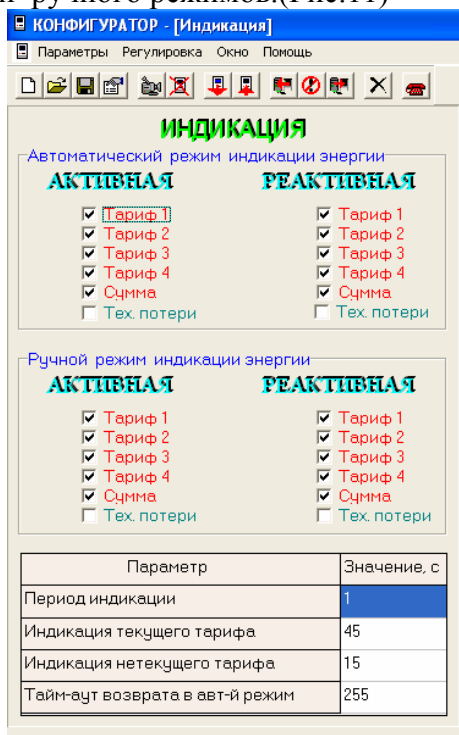 ручного режимов.(Рис.11)
КОНФИГУРАТОР - [Индикация]
Параметры Регулировка Окно Помощь
ИНДИКАЦИЯ
Автоматический режим индикации энергии
АКТИВНАЯ РЕАКТИВНАЯ
Тариф 1 Тариф 1
Тариф 2 Тариф 2
Тариф 3 Тариф 3
Тариф 4 Тариф 4
Сумма Сумма
Тех. потери Тех. потери
Ручной режим индикации энергии
АКТИВНАЯ РЕАКТИВНАЯ
Тариф 1 Тариф 1
Тариф 2 Тариф 2
Тариф 3 Тариф 3
Тариф 4 Тариф 4
Сумма Сумма
Тех. потери Тех. потери
Параметр Значение, с
Период индикации 1
Индикация текущего тарифа 45
Индикация нетекущего тарифа 15
Тайм-аут возврата в авт-й режим 255